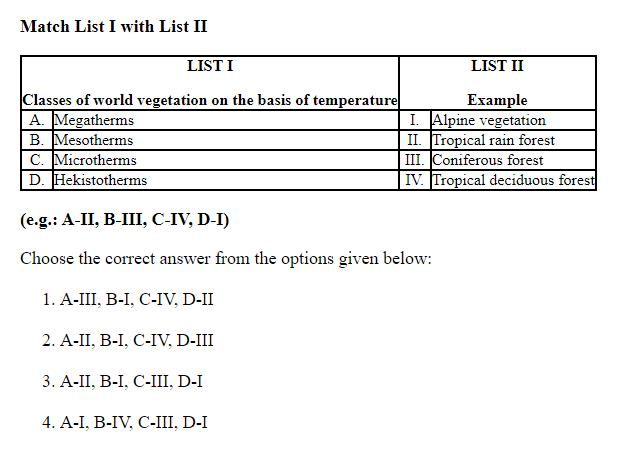 Match List I with List II
LIST I LIST II
Classes of world vegetation on the basis of temperature Example
A. Megatherms I. Alpine vegetation
B. Mesotherms II. Tropical rain forest
C. Microtherms III. Coniferous forest
D. Hekistotherms IV. Tropical deciduous forest
(e.g.: A-II, B-III, C-IV, D-I)
Choose the correct answer from the options given below:
1. A-III, B-I, C-IV, D-II
2. A-II, B-I, C-IV, D-III
3. A-II, B-I, C-III, D-I
4. A-I, B-IV, C-III, D-I